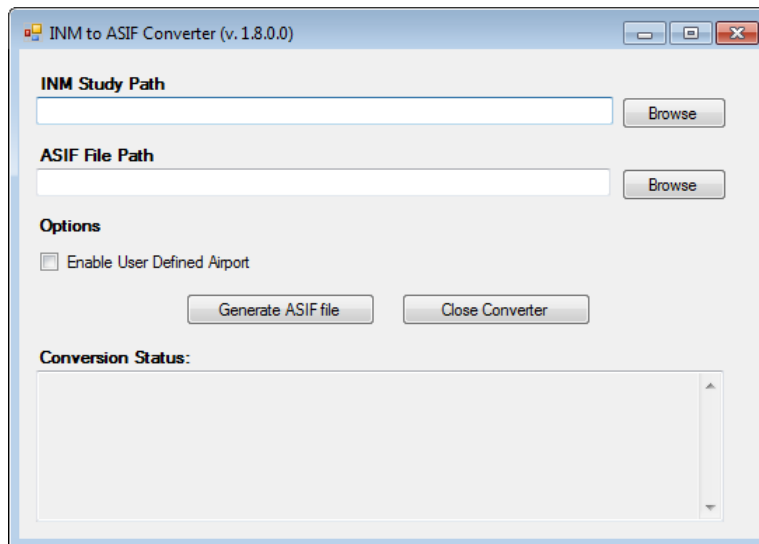 INM to ASIF Converter (v. 1.8.0.0)
INM Study Path
Browse
ASIF File Path
Browse
Options
Enable User Defined Airport
Generate ASIF file
Close Converter
Conversion Status: